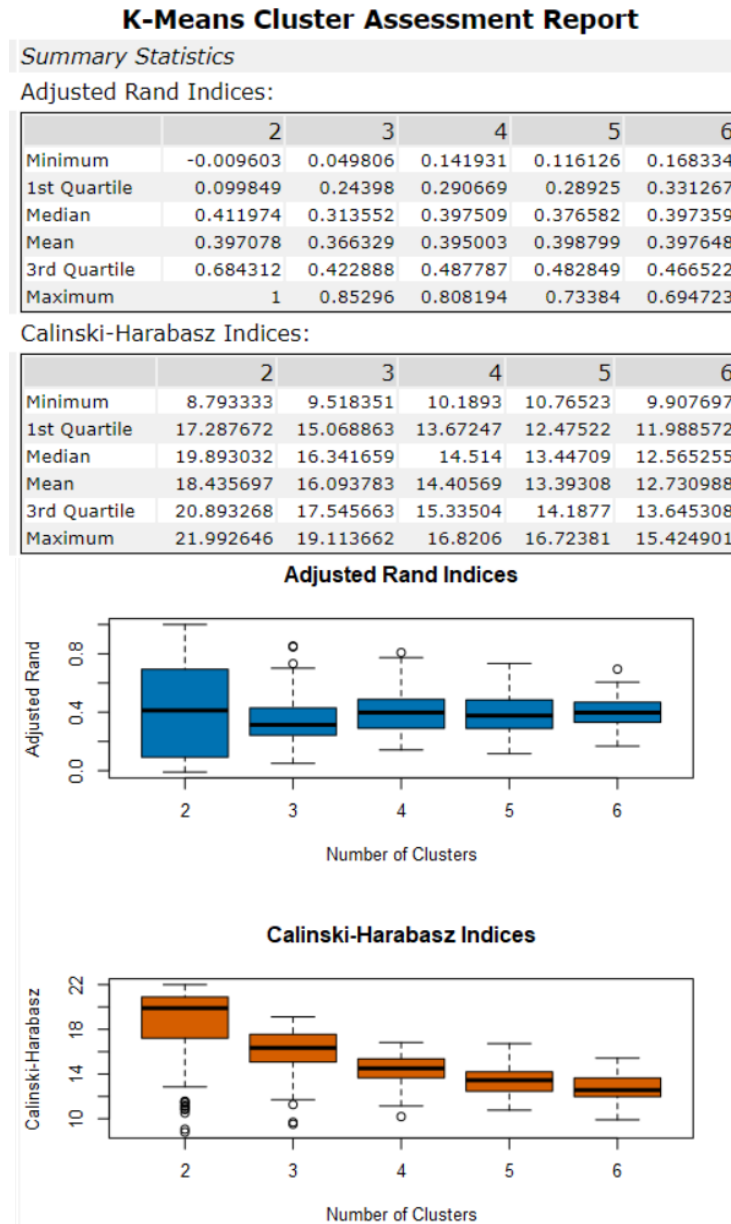 K-Means Cluster Assessment Report
Summary Statistics
Adjusted Rand Indices:
2 3 4 5 6
Minimum -0.009603 0.049806 0.141931 0.116126 0.168334
1st Quartile 0.099849 0.24398 0.290669 0.28925 0.331267
Median 0.411974 0.313552 0.397509 0.376582 0.397359
Mean 0.397078 0.366329 0.395003 0.398799 0.397648
3rd Quartile 0.684312 0.422888 0.487787 0.482849 0.466522
Maximum 1 0.85296 0.808194 0.73384 0.694723
Calinski-Harabasz Indices:
2 3 4 5 6
Minimum 8.793333 9.518351 10.1893 10.76523 9.907697
1st Quartile 17.287672 15.068863 13.67247 12.47522 11.988572
Median 19.893032 16.341659 14.514 13.44709 12.565255
Mean 18.435697 16.093783 14.40569 13.39308 12.730988
3rd Quartile 20.893268 17.545663 15.33504 14.1877 13.645308
Maximum 21.992646 19.113662 16.8206 16.72381 15.424901
Adjusted Rand Indices
Adjusted Rand
0.8
0.4
0.0
2 3 4 5 6
Number of Clusters
Calinski-Harabasz Indices
Calinski-Harabasz
22
18
14
10
2 3 4 5 6
Number of Clusters